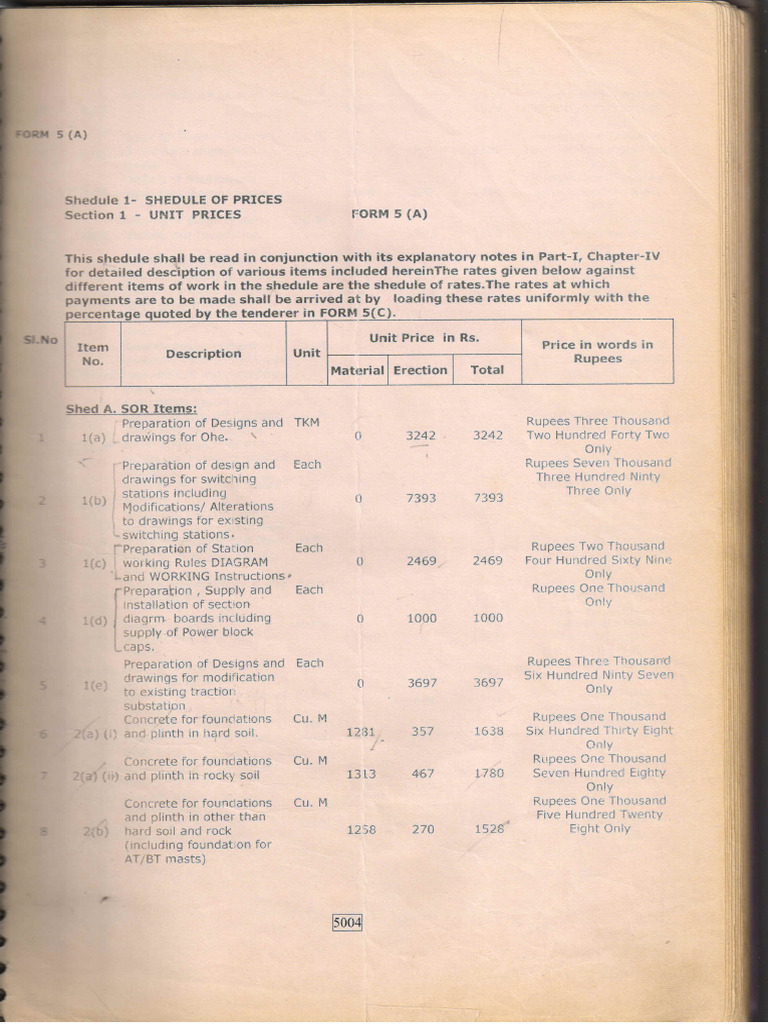 FORM 5 (A)
Shedule 1- SHEDULE OF PRICES
Section 1 - UNIT PRICES FORM 5 (A)
This shedule shall be read in conjunction with its explanatory notes in Part-I, Chapter-IV
for detailed desciption of various items included hereinThe rates given below against
different items of work in the shedule are the shedule of rates.The rates at which
payments are to be made shall be arrived at by loading these rates uniformly with the
percentage quoted by the tenderer in FORM 5(C).
Sl.No Item No. Description Unit Unit Price in Rs. Price in words in Rupees
Material Erection Total
Shed A. SOR Items:
Preparation of Designs and TKM Rupees Three Thousand
1 1(a) drawings for Ohe. 0 3242 3242 Two Hundred Forty Two
Only
Preparation of design and Each Rupees Seven Thousand
drawings for switching Three Hundred Ninty
stations including Three Only
2 1(b) Modifications/ Alterations 0 7393 7393
to drawings for existing
switching stations.
Preparation of Station Each Rupees Two Thousand
3 1(c) working Rules DIAGRAM 0 2469 2469 Four Hundred Sixty Nine
and WORKING Instructions. Only
Preparation , Supply and Each Rupees One Thousand
installation of section Only
4 1(d) diagrm boards including 0 1000 1000
supply of Power block
caps.
Preparation of Designs and Each Rupees Three Thousand
drawings for modification Six Hundred Ninty Seven
5 1(e) to existing traction 0 3697 3697 Only
substation
Concrete for foundations Cu. M Rupees One Thousand
6 2(a) (i) and plinth in hard soil. 1281 357 1638 Six Hundred Thirty Eight
Only
Concrete for foundations Cu. M Rupees One Thousand
7 2(a) (ii) and plinth in rocky soil 1313 467 1780 Seven Hundred Eighty
Only
Concrete for foundations Cu. M Rupees One Thousand
and plinth in other than Five Hundred Twenty
8 2(b) hard soil and rock 1258 270 1528 Eight Only
(including foundation for
AT/BT masts)
5004